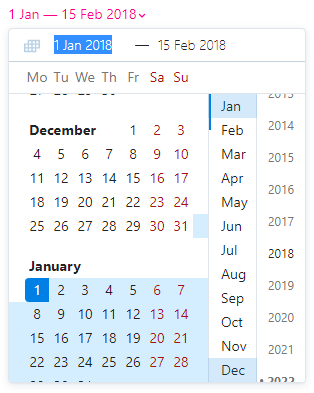 1 Jan — 15 Feb 2018
1 Jan 2018 — 15 Feb 2018
Mo Tu We Th Fr Sa Su
December 1 2 3
4 5 6 7 8 9 10
11 12 13 14 15 16 17
18 19 20 21 22 23 24
25 26 27 28 29 30 31
January
1 2 3 4 5 6 7
8 9 10 11 12 13 14
15 16 17 18 19 20 21
22 23 24 25 26 27 28
Jan
Feb
Mar
Apr
May
Jun
Jul
Aug
Sep
Oct
Nov
Dec
2014
2015
2016
2017
2018
2019
2020
2021
2022